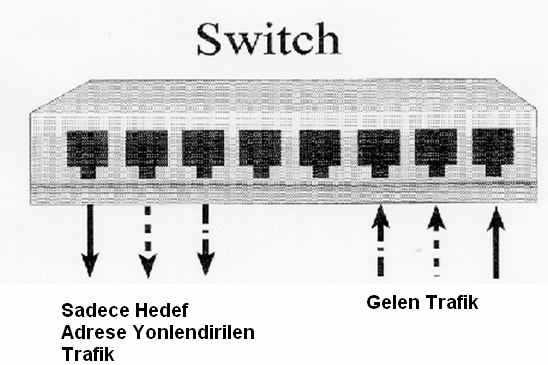 Switch
Sadece Hedef
Adrese Yonlendirilen
Trafik
Gelen Trafik